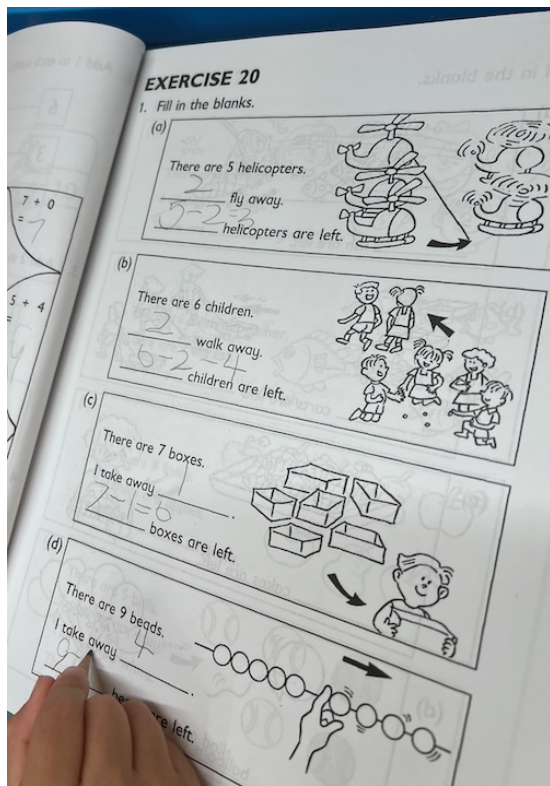 EXERCISE 20
1. Fill in the blanks.
(a)
There are 5 helicopters.
2 fly away.
5-2=3
helicopters are left.
(b)
There are 6 children.
2 walk away.
6-2-4
children are left.
(c)
There are 7 boxes.
I take away 1.
2-1=6
boxes are left.
(d)
There are 9 beads.
I take away 4.
left.
7 + 0
= 7
5 + 4
=